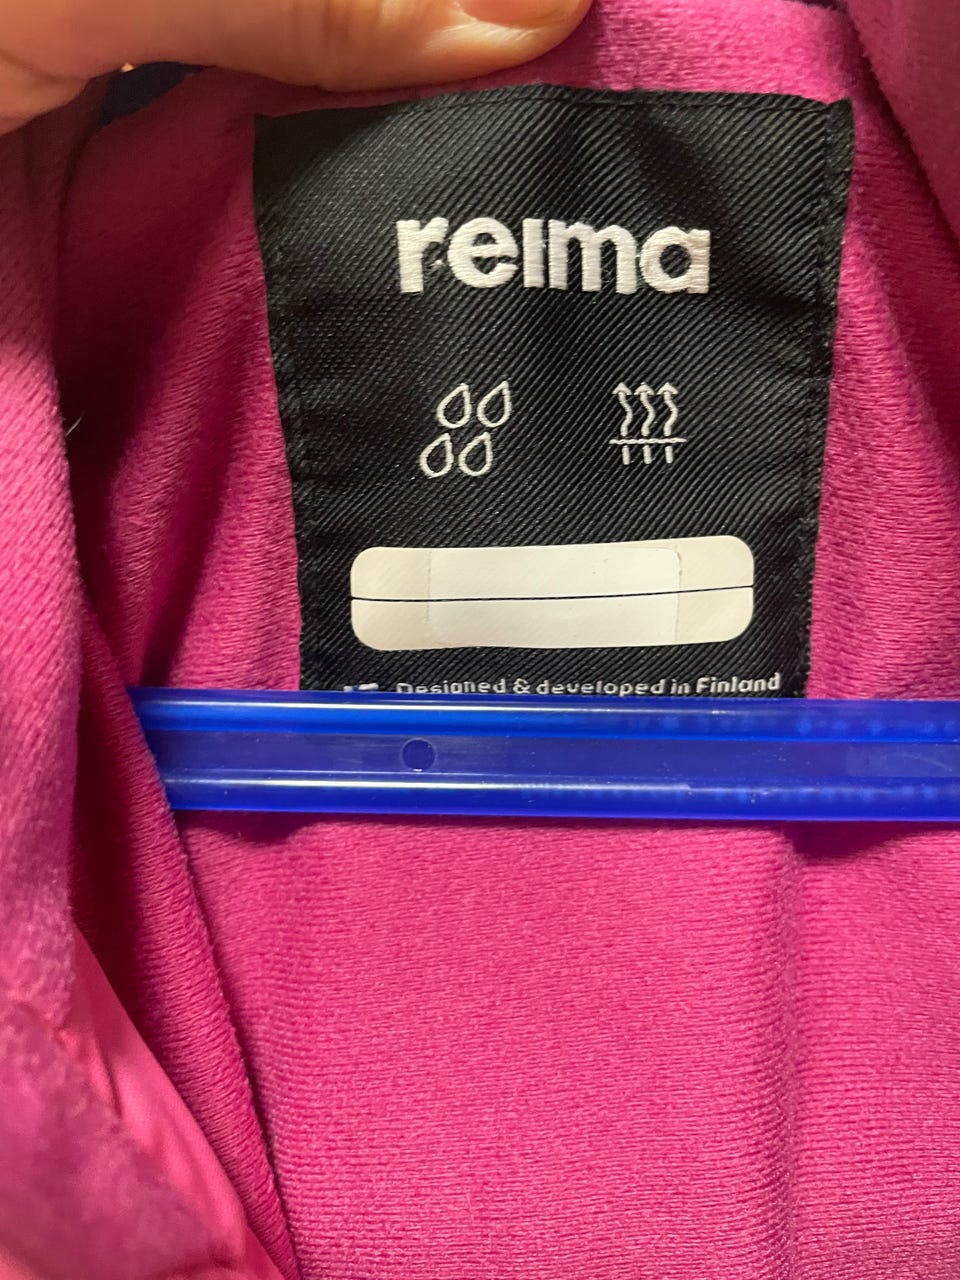 reima
Designed & developed in Finland